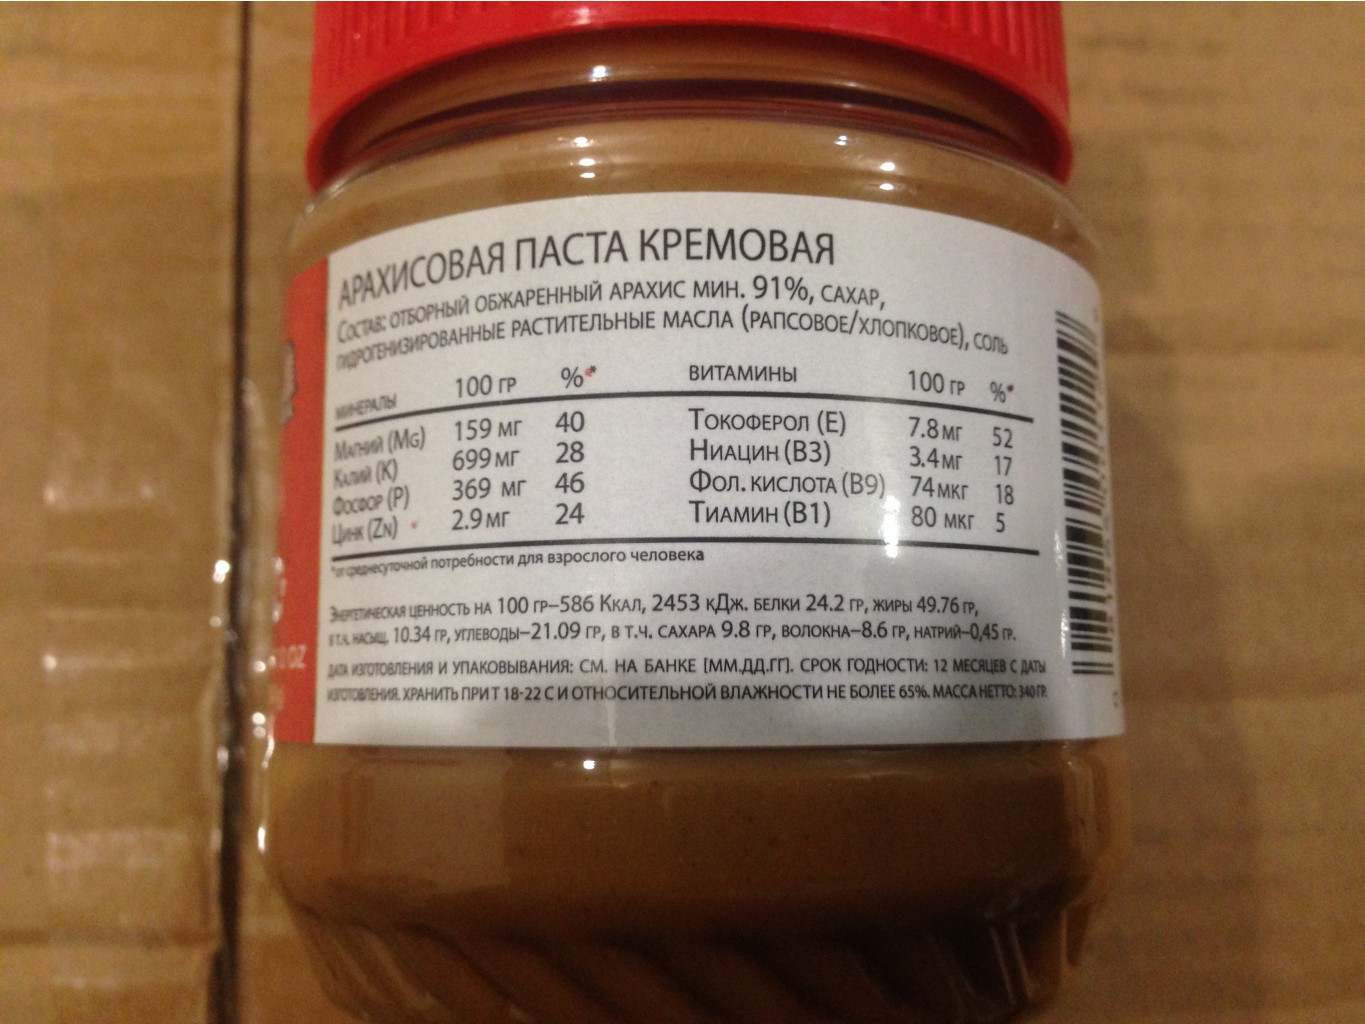 АРАХИСОВАЯ ПАСТА КРЕМОВАЯ
СОСТАВ: ОТБОРНЫЙ ОБЖАРЕННЫЙ АРАХИС МИН. 91%, САХАР,
ГИДРОГЕНИЗИРОВАННЫЕ РАСТИТЕЛЬНЫЕ МАСЛА (РАПСОВОЕ/ХЛОПКОВОЕ), СОЛЬ
МИНЕРАЛЫ 100 ГР %* ВИТАМИНЫ 100 ГР %*
МАГНИЙ (MG) 159 МГ 40 ТОКОФЕРОЛ (Е) 7.8 МГ 52
КАЛИЙ (К) 699 МГ 28 НИАЦИН (В3) 3.4 МГ 17
ФОСФОР (Р) 369 МГ 46 ФОЛ. КИСЛОТА (В9) 74 МКГ 18
ЦИНК (ZN) 2.9 МГ 24 ТИАМИН (В1) 80 МКГ 5
*от среднесуточной потребности для взрослого человека
ЭНЕРГЕТИЧЕСКАЯ ЦЕННОСТЬ НА 100 ГР–586 ККАЛ, 2453 КДЖ. БЕЛКИ 24.2 ГР, ЖИРЫ 49.76 ГР,
В Т.Ч. НАСЫЩ. 10.34 ГР, УГЛЕВОДЫ–21.09 ГР, В Т.Ч. САХАРА 9.8 ГР, ВОЛОКНА–8.6 ГР, НАТРИЙ–0,45 ГР.
ДАТА ИЗГОТОВЛЕНИЯ И УПАКОВЫВАНИЯ: СМ. НА БАНКЕ [ММ.ДД.ГГ]. СРОК ГОДНОСТИ: 12 МЕСЯЦЕВ С ДАТЫ
ИЗГОТОВЛЕНИЯ. ХРАНИТЬ ПРИ Т 18-22 С И ОТНОСИТЕЛЬНОЙ ВЛАЖНОСТИ НЕ БОЛЕЕ 65%. МАССА НЕТТО: 340 ГР.
OZ